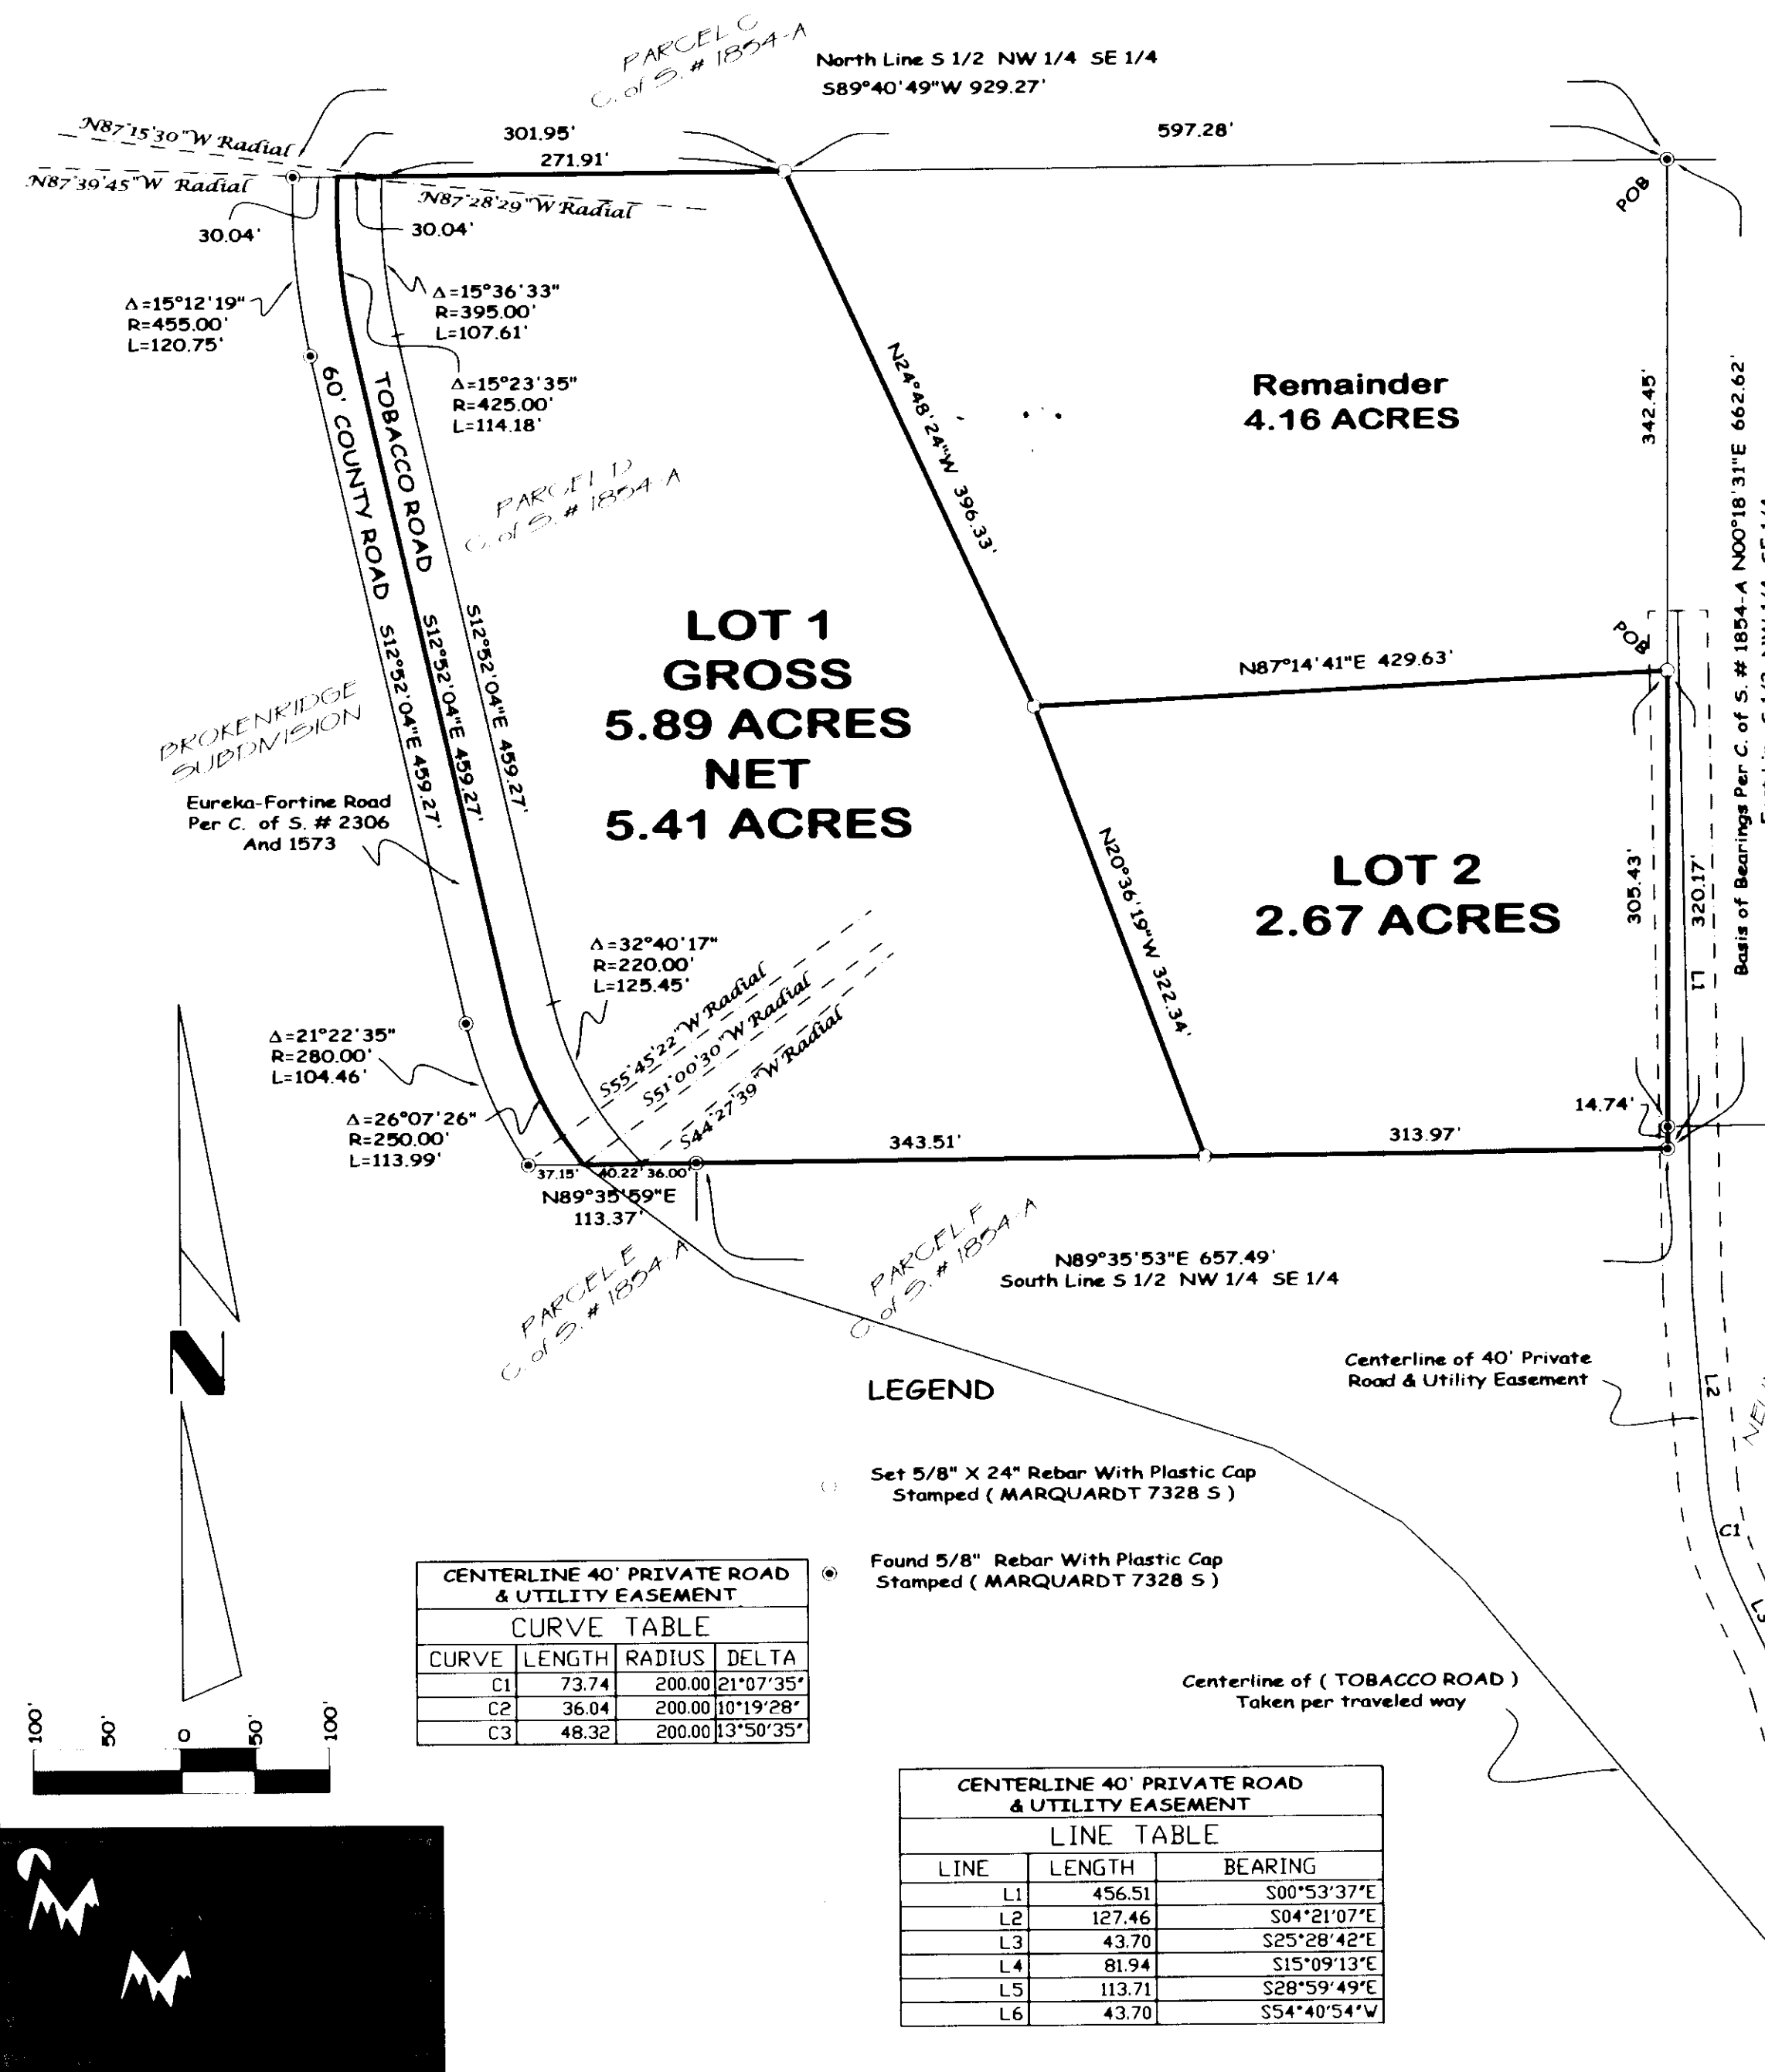 PARCEL C
C. of S. # 1854-A
North Line S 1/2 NW 1/4 SE 1/4
S89°40'49"W 929.27'
N87°15'30"W Radial
301.95'
597.28'
271.91'
N87°39'45"W Radial
N87°28'29"W Radial
30.04'
30.04'
POB
Δ=15°12'19"
R=455.00'
L=120.75'
Δ=15°36'33"
R=395.00'
L=107.61'
Δ=15°23'35"
R=425.00'
L=114.18'
60' COUNTY ROAD
TOBACCO ROAD
S12°52'04"E 459.27'
S12°52'04"E 459.27'
S12°52'04"E 459.27'
PARCEL D
C. of S. # 1854-A
N24°48'24"W 396.33'
Remainder
4.16 ACRES
342.45'
Basis of Bearings Per C. of S. # 1854-A N00°18'31"E 662.62'
LOT 1
GROSS
5.89 ACRES
NET
5.41 ACRES
POB
N87°14'41"E 429.63'
BROKENRIDGE
SUBDIVISION
Eureka-Fortine Road
Per C. of S. # 2306
And 1573
N20°36'19"W 322.34'
LOT 2
2.67 ACRES
305.43'
320.17'
L1
Δ=32°40'17"
R=220.00'
L=125.45'
S55°45'22"W Radial
S51°00'30"W Radial
S44°27'39"W Radial
Δ=21°22'35"
R=280.00'
L=104.46'
Δ=26°07'26"
R=250.00'
L=113.99'
14.74'
343.51'
313.97'
37.15'
40.22'
36.00'
N89°35'59"E
113.37'
PARCEL E
C. of S. # 1854-A
PARCEL F
C. of S. # 1854-A
N89°35'53"E 657.49'
South Line S 1/2 NW 1/4 SE 1/4
N
Centerline of 40' Private
Road & Utility Easement
L2
LEGEND
Set 5/8" X 24" Rebar With Plastic Cap
Stamped ( MARQUARDT 7328 S )
Found 5/8" Rebar With Plastic Cap
Stamped ( MARQUARDT 7328 S )
C1
L3
CENTERLINE 40' PRIVATE ROAD
& UTILITY EASEMENT
CURVE TABLE
CURVE LENGTH RADIUS DELTA
C1 73.74 200.00 21°07'35"
C2 36.04 200.00 10°19'28"
C3 48.32 200.00 13°50'35"
Centerline of ( TOBACCO ROAD )
Taken per traveled way
100' 50' 0 50' 100'
CENTERLINE 40' PRIVATE ROAD
& UTILITY EASEMENT
LINE TABLE
LINE LENGTH BEARING
L1 456.51 S00°53'37"E
L2 127.46 S04°21'07"E
L3 43.70 S25°28'42"E
L4 81.94 S15°09'13"E
L5 113.71 S28°59'49"E
L6 43.70 S54°40'54"W